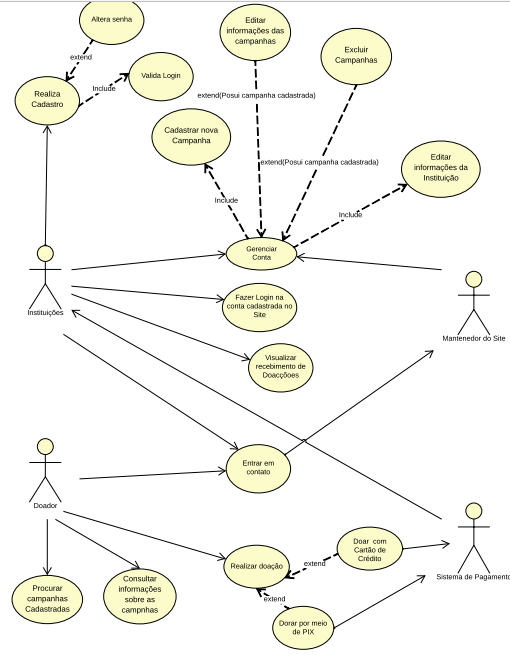 Altera senha
extend
Realiza
Cadastro
Include
Valida Login
Editar
informações das
campanhas
Excluir
Campanhas
extend(Posui campanha cadastrada)
Cadastrar nova
Campanha
extend(Posui campanha cadastrada)
Editar
informações da
Instituição
Include
Include
Gerenciar
Conta
Instituições
Fazer Login na
conta cadastrada no
Site
Mantenedor do Site
Visualizar
recebimento de
Doacçõoes
Entrar em
contato
Doador
Realizar doação
Doar com
Cartão de
Crédito
extend
Sistema de Pagamento
Procurar
campanhas
Cadastradas
Consultar
informações
sobre as
campnhas
extend
Dorar por meio
de PIX